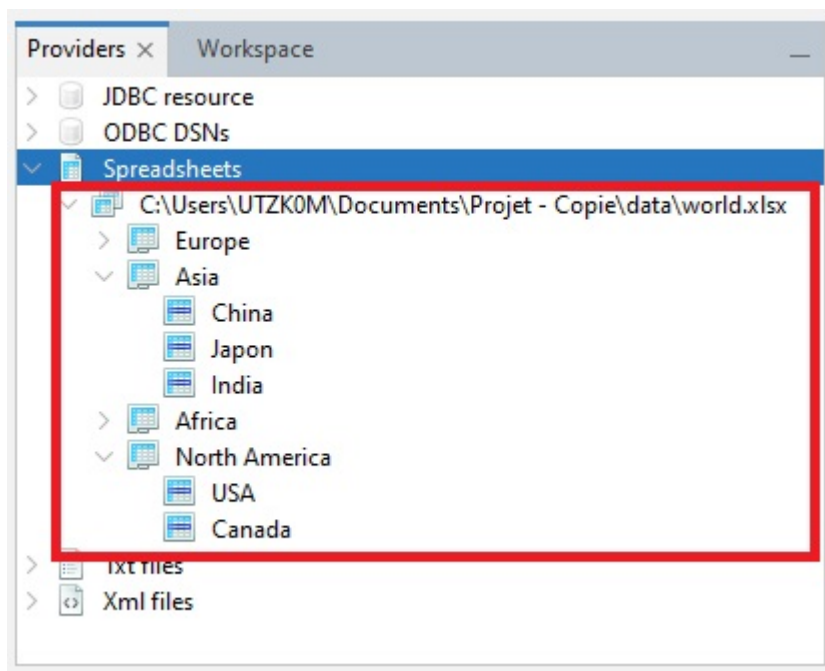 Providers × Workspace
JDBC resource
ODBC DSNs
Spreadsheets
C:\Users\UTZK0M\Documents\Projet - Copie\data\world.xlsx
Europe
Asia
China
Japon
India
Africa
North America
USA
Canada
Txt files
Xml files